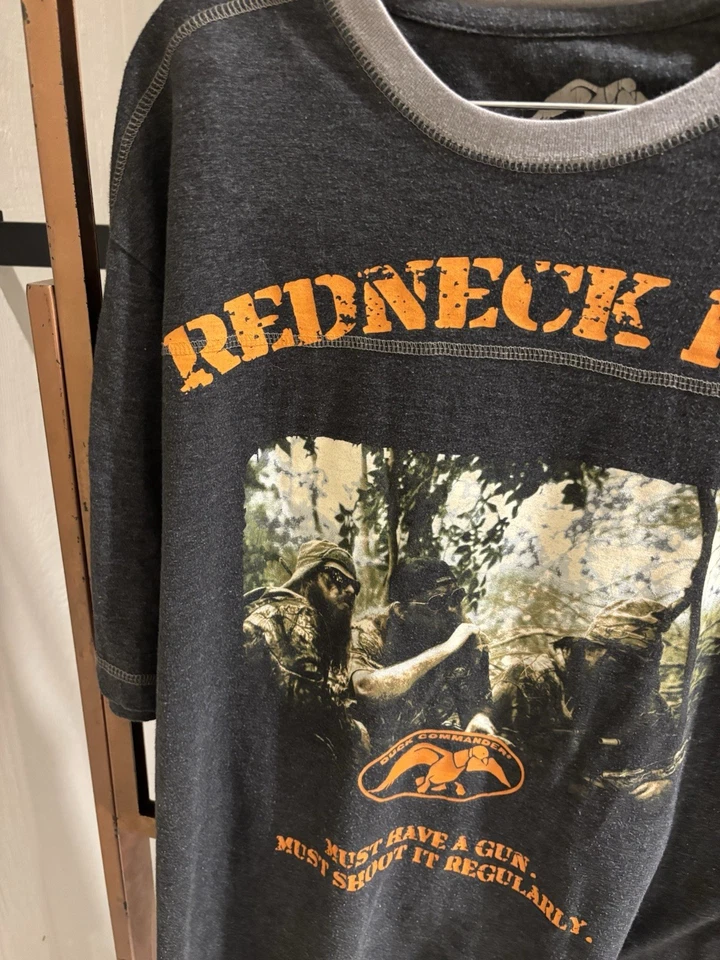 REDNECK
DUCK COMMANDER
MUST HAVE A GUN.
MUST SHOOT IT REGULARLY.